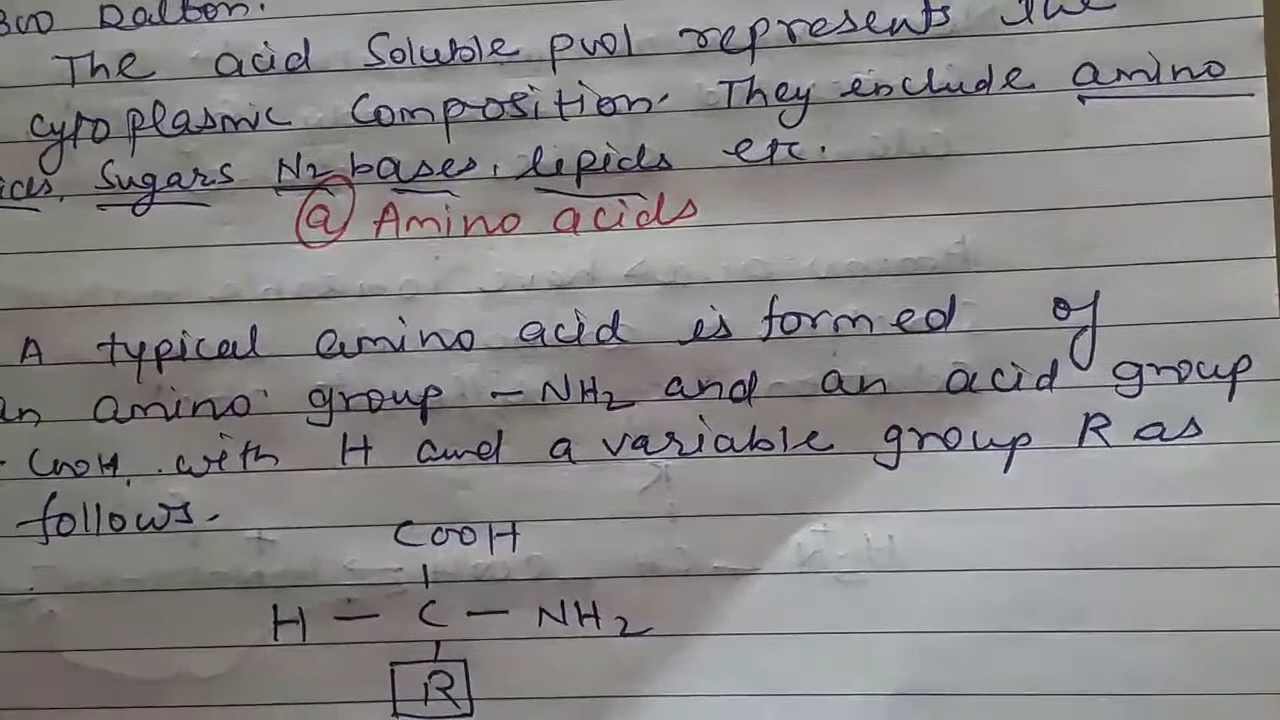 300 Dalton.
The acid Soluble pool represents the
cytoplasmic Composition. They include amino
ids, Sugars N2 bases, lipids etc.
(a) Amino acids
A typical amino acid is formed of
an amino group - NH2 and an acid group
- COOH, with H and a variable group R as
follows.
COOH
|
H — C — NH2
|
R